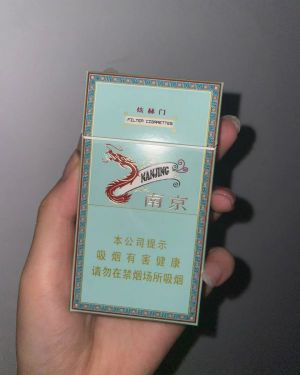 炫赫门
FILTER CIGARETTES
NANJING
南京
本公司提示
吸烟有害健康
请勿在禁烟场所吸烟